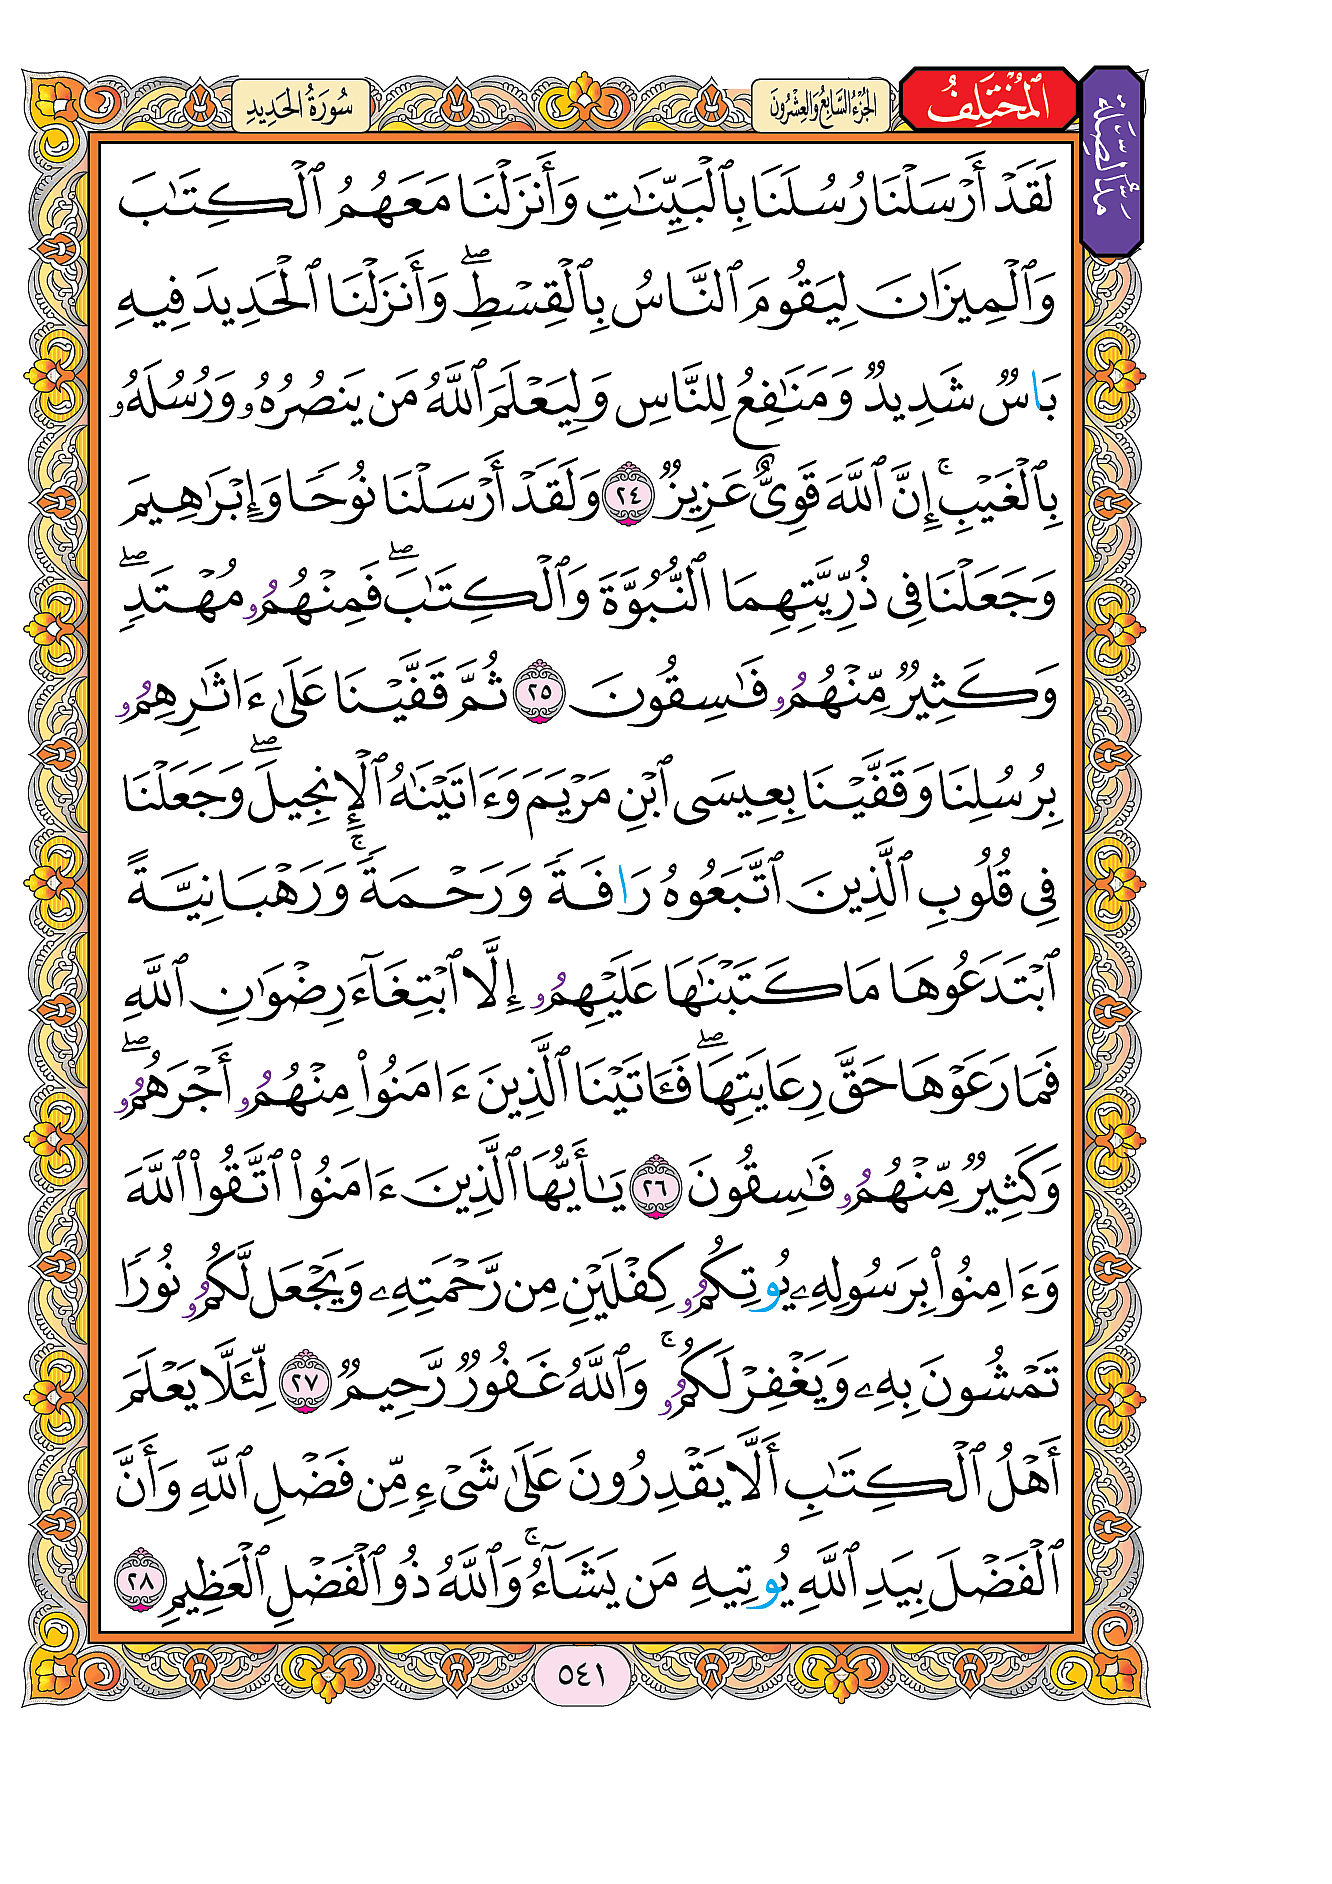 مَدُّ الصِّلَة
المُخْتَلِفُ
الجُزْءُ السَّابِعُ وَالعِشْرُونَ
سُورَةُ الحَدِيدِ
لَقَدۡ أَرۡسَلۡنَا رُسُلَنَا بِٱلۡبَيِّنَٰتِ وَأَنزَلۡنَا مَعَهُمُ ٱلۡكِتَٰبَ
وَٱلۡمِيزَانَ لِيَقُومَ ٱلنَّاسُ بِٱلۡقِسۡطِۖ وَأَنزَلۡنَا ٱلۡحَدِيدَ فِيهِ
بَاسٞ شَدِيدٞ وَمَنَٰفِعُ لِلنَّاسِ وَلِيَعۡلَمَ ٱللَّهُ مَن يَنصُرُهُۥ وَرُسُلَهُۥ
بِٱلۡغَيۡبِۚ إِنَّ ٱللَّهَ قَوِيٌّ عَزِيزٞ ٢٤ وَلَقَدۡ أَرۡسَلۡنَا نُوحٗا وَإِبۡرَٰهِيمَ
وَجَعَلۡنَا فِي ذُرِّيَّتِهِمَا ٱلنُّبُوَّةَ وَٱلۡكِتَٰبَۖ فَمِنۡهُمُۥ مُهۡتَدٖۖ
وَكَثِيرٞ مِّنۡهُمُۥ فَٰسِقُونَ ٢٥ ثُمَّ قَفَّيۡنَا عَلَىٰ ءَاثَٰرِهِمُۥ
بِرُسُلِنَا وَقَفَّيۡنَا بِعِيسَى ٱبۡنِ مَرۡيَمَ وَءَاتَيۡنَٰهُ ٱلۡإِنجِيلَۖ وَجَعَلۡنَا
فِي قُلُوبِ ٱلَّذِينَ ٱتَّبَعُوهُ رَافَةٗ وَرَحۡمَةٗۚ وَرَهۡبَانِيَّةً
ٱبۡتَدَعُوهَا مَا كَتَبۡنَٰهَا عَلَيۡهِمُۥ إِلَّا ٱبۡتِغَآءَ رِضۡوَٰنِ ٱللَّهِ
فَمَا رَعَوۡهَا حَقَّ رِعَايَتِهَاۖ فَـَٔاتَيۡنَا ٱلَّذِينَ ءَامَنُواْ مِنۡهُمُۥ أَجۡرَهُمُۥۖ
وَكَثِيرٞ مِّنۡهُمُۥ فَٰسِقُونَ ٢٦ يَٰٓأَيُّهَا ٱلَّذِينَ ءَامَنُواْ ٱتَّقُواْ ٱللَّهَ
وَءَامِنُواْ بِرَسُولِهِۦ يُوتِكُمُۥ كِفۡلَيۡنِ مِن رَّحۡمَتِهِۦ وَيَجۡعَل لَّكُمُۥ نُورٗا
تَمۡشُونَ بِهِۦ وَيَغۡفِرۡ لَكُمُۥۚ وَٱللَّهُ غَفُورٞ رَّحِيمٞ ٢٧ لِّئَلَّا يَعۡلَمَ
أَهۡلُ ٱلۡكِتَٰبِ أَلَّا يَقۡدِرُونَ عَلَىٰ شَيۡءٖ مِّن فَضۡلِ ٱللَّهِ وَأَنَّ
ٱلۡفَضۡلَ بِيَدِ ٱللَّهِ يُوتِيهِ مَن يَشَآءُۚ وَٱللَّهُ ذُو ٱلۡفَضۡلِ ٱلۡعَظِيمِ ٢٨
٥٤١